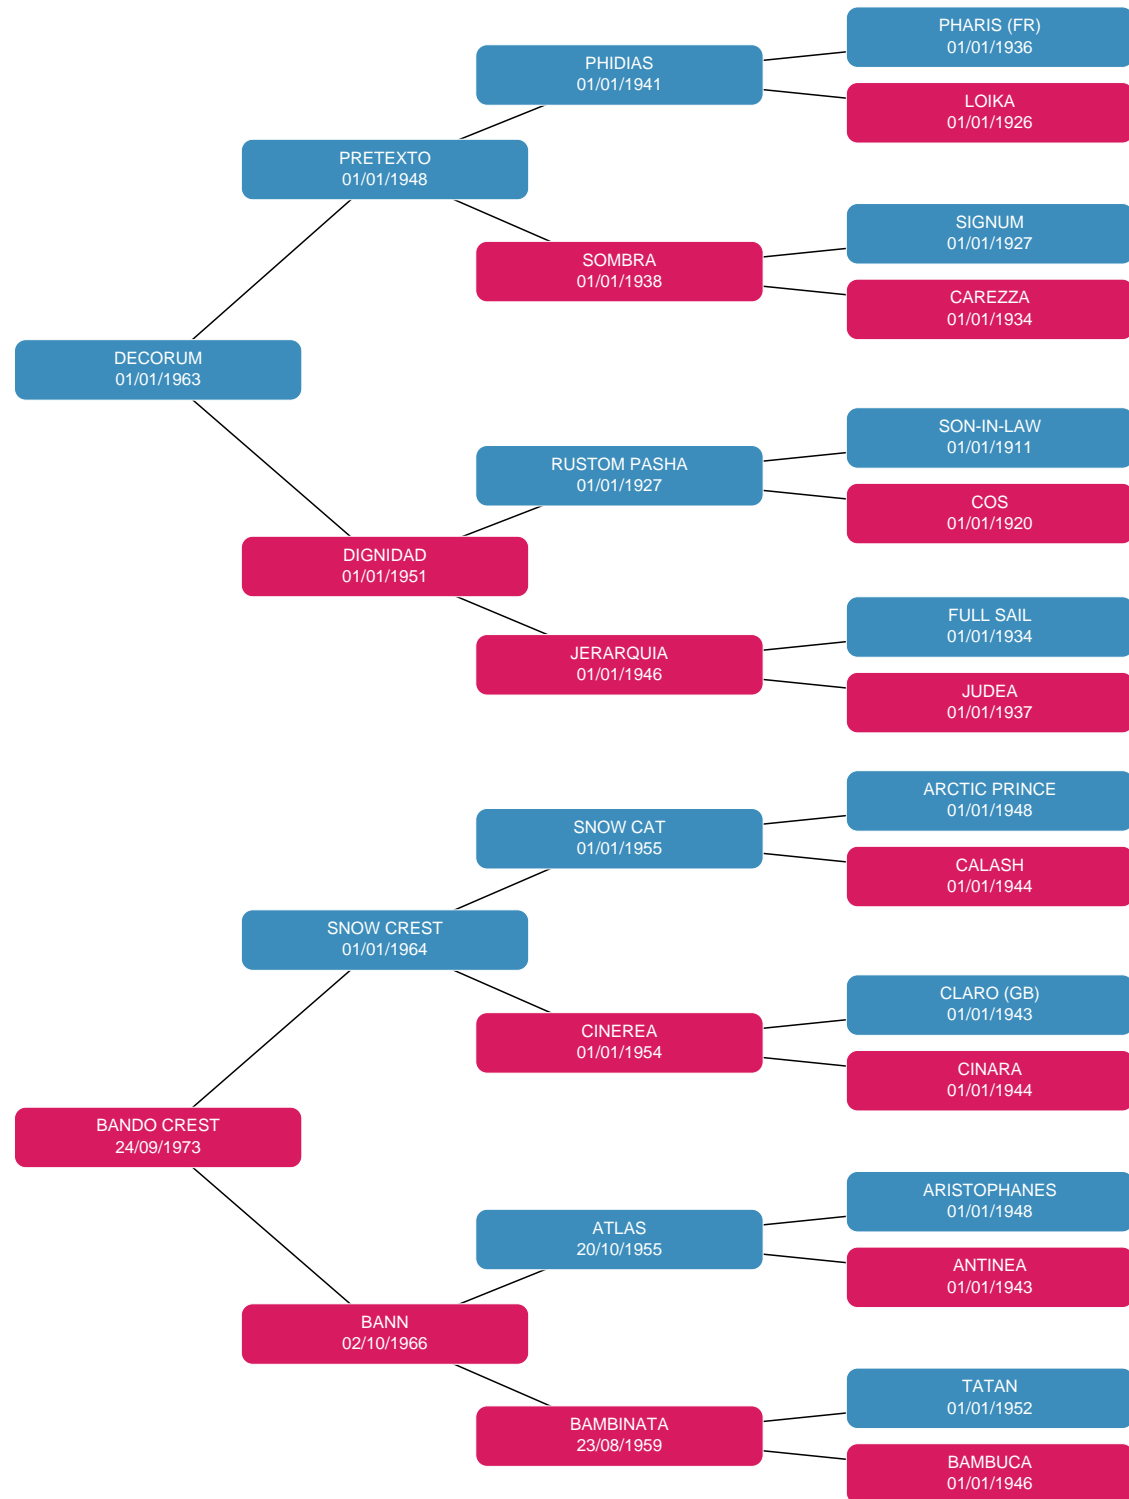 PHARIS (FR)
01/01/1936
PHIDIAS
01/01/1941
LOIKA
01/01/1926
PRETEXTO
01/01/1948
SIGNUM
01/01/1927
SOMBRA
01/01/1938
CAREZZA
01/01/1934
DECORUM
01/01/1963
SON-IN-LAW
01/01/1911
RUSTOM PASHA
01/01/1927
COS
01/01/1920
DIGNIDAD
01/01/1951
FULL SAIL
01/01/1934
JERARQUIA
01/01/1946
JUDEA
01/01/1937
ARCTIC PRINCE
01/01/1948
SNOW CAT
01/01/1955
CALASH
01/01/1944
SNOW CREST
01/01/1964
CLARO (GB)
01/01/1943
CINEREA
01/01/1954
CINARA
01/01/1944
BANDO CREST
24/09/1973
ARISTOPHANES
01/01/1948
ATLAS
20/10/1955
ANTINEA
01/01/1943
BANN
02/10/1966
TATAN
01/01/1952
BAMBINATA
23/08/1959
BAMBUCA
01/01/1946